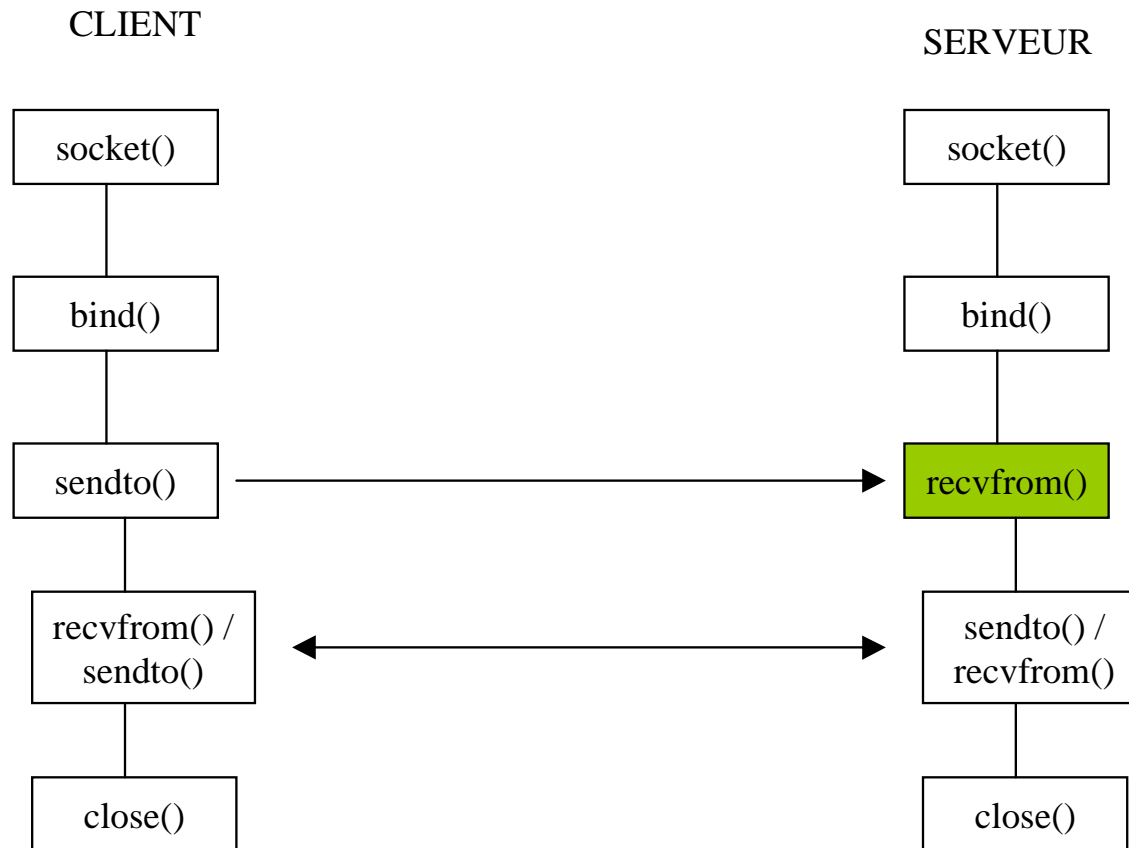 CLIENT
SERVEUR
socket()
socket()
bind()
bind()
sendto()
recvfrom()
recvfrom() /
sendto()
sendto() /
recvfrom()
close()
close()